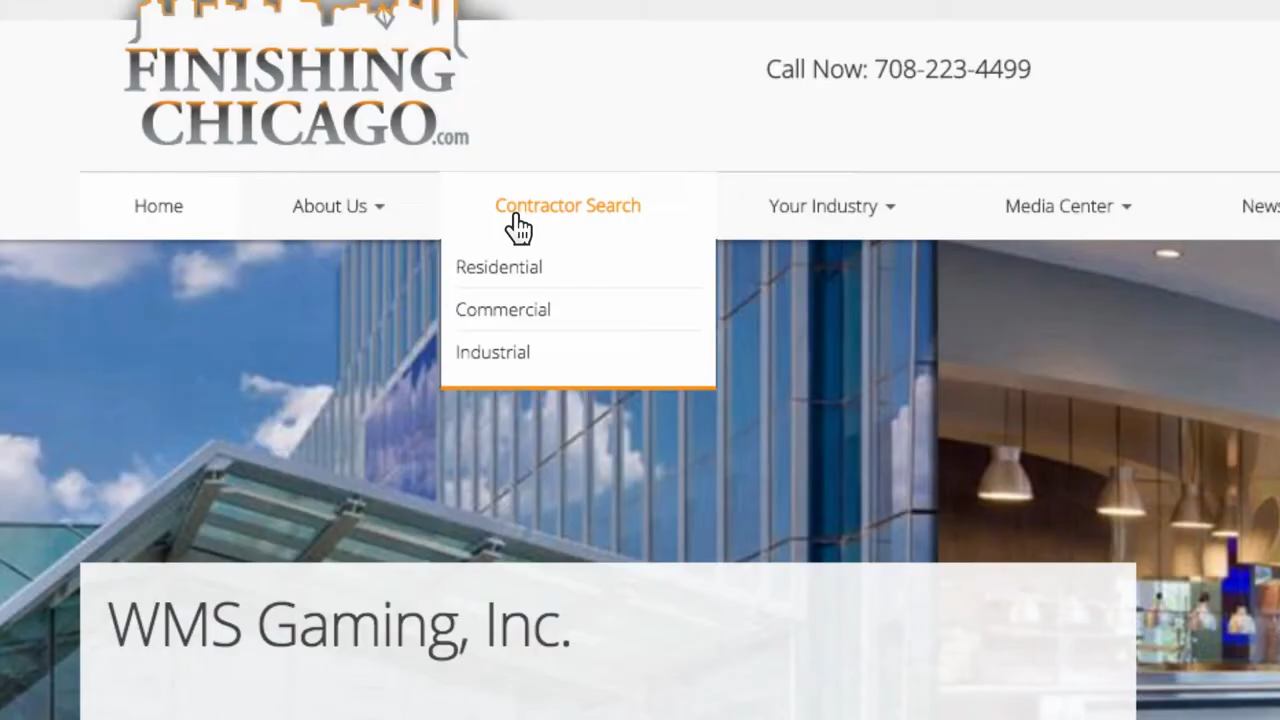 FINISHING
CHICAGO.com
Call Now: 708-223-4499
Home
About Us
Contractor Search
Your Industry
Media Center
News
Residential
Commercial
Industrial
WMS Gaming, Inc.